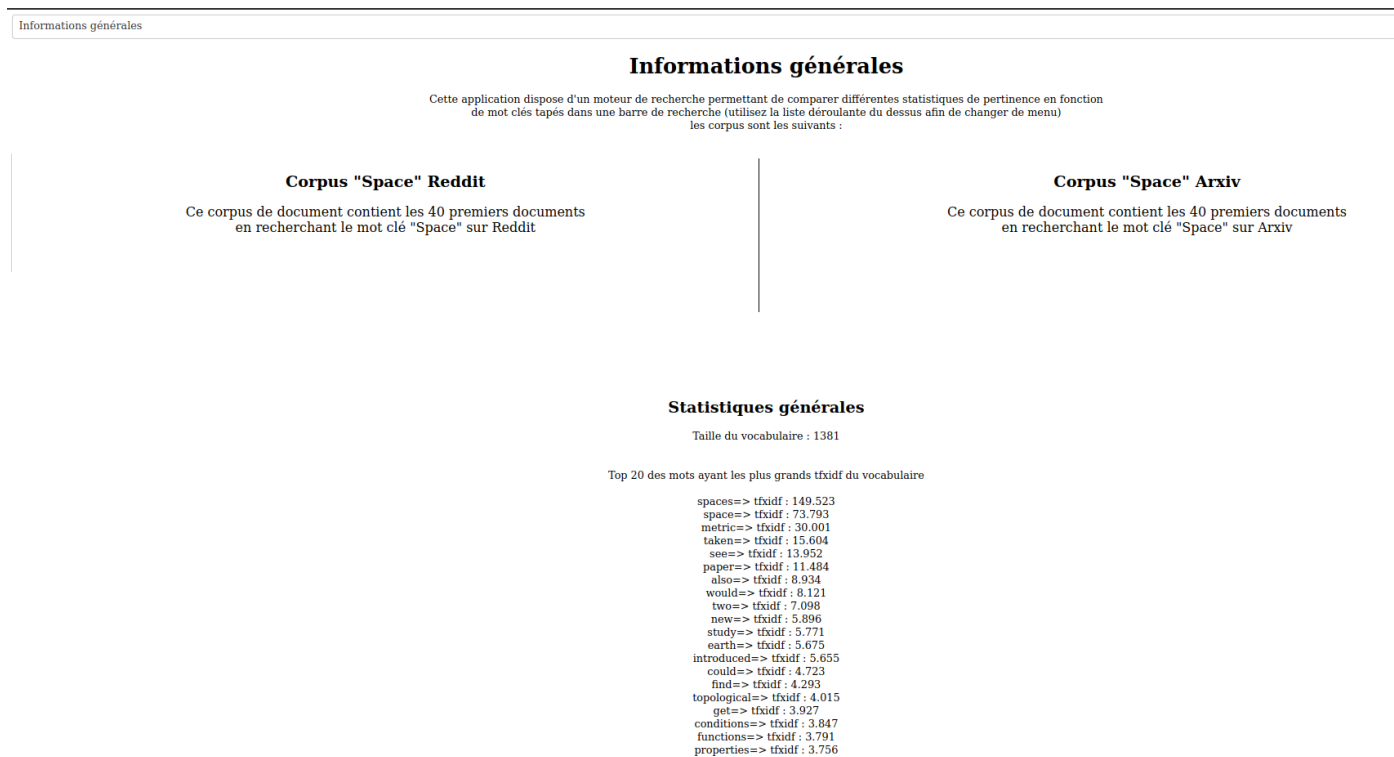 Informations générales
Informations générales
Cette application dispose d'un moteur de recherche permettant de comparer différentes statistiques de pertinence en fonction
de mot clés tapés dans une barre de recherche (utilisez la liste déroulante du dessus afin de changer de menu)
les corpus sont les suivants :
Corpus "Space" Reddit
Ce corpus de document contient les 40 premiers documents
en recherchant le mot clé "Space" sur Reddit
Corpus "Space" Arxiv
Ce corpus de document contient les 40 premiers documents
en recherchant le mot clé "Space" sur Arxiv
Statistiques générales
Taille du vocabulaire : 1381
Top 20 des mots ayant les plus grands tfxidf du vocabulaire
spaces=> tfxidf : 149.523
space=> tfxidf : 73.793
metric=> tfxidf : 30.001
taken=> tfxidf : 15.604
see=> tfxidf : 13.952
paper=> tfxidf : 11.484
also=> tfxidf : 8.934
would=> tfxidf : 8.121
two=> tfxidf : 7.098
new=> tfxidf : 5.896
study=> tfxidf : 5.771
earth=> tfxidf : 5.675
introduced=> tfxidf : 5.655
could=> tfxidf : 4.723
find=> tfxidf : 4.293
topological=> tfxidf : 4.015
get=> tfxidf : 3.927
conditions=> tfxidf : 3.847
functions=> tfxidf : 3.791
properties=> tfxidf : 3.756